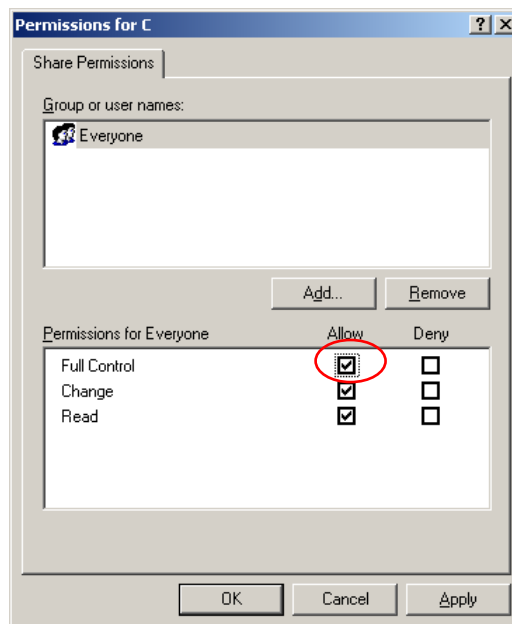 Permissions for C
Share Permissions
Group or user names:
Everyone
Add... Remove
Permissions for Everyone Allow Deny
Full Control
Change
Read
OK Cancel Apply